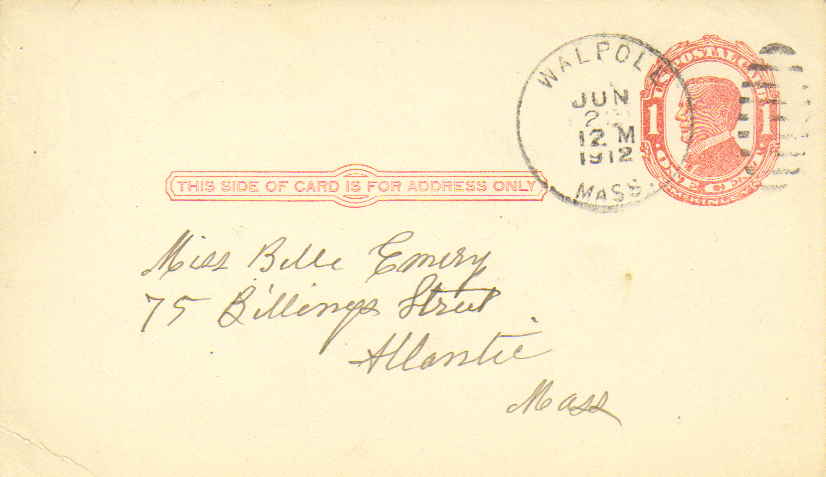 WALPOLE
JUN
12 M
1912
MASS.
U.S. POSTAL CARD
1 1
THIS SIDE OF CARD IS FOR ADDRESS ONLY
Miss Belle Emery
75 Billings Street
Atlantic
Mass